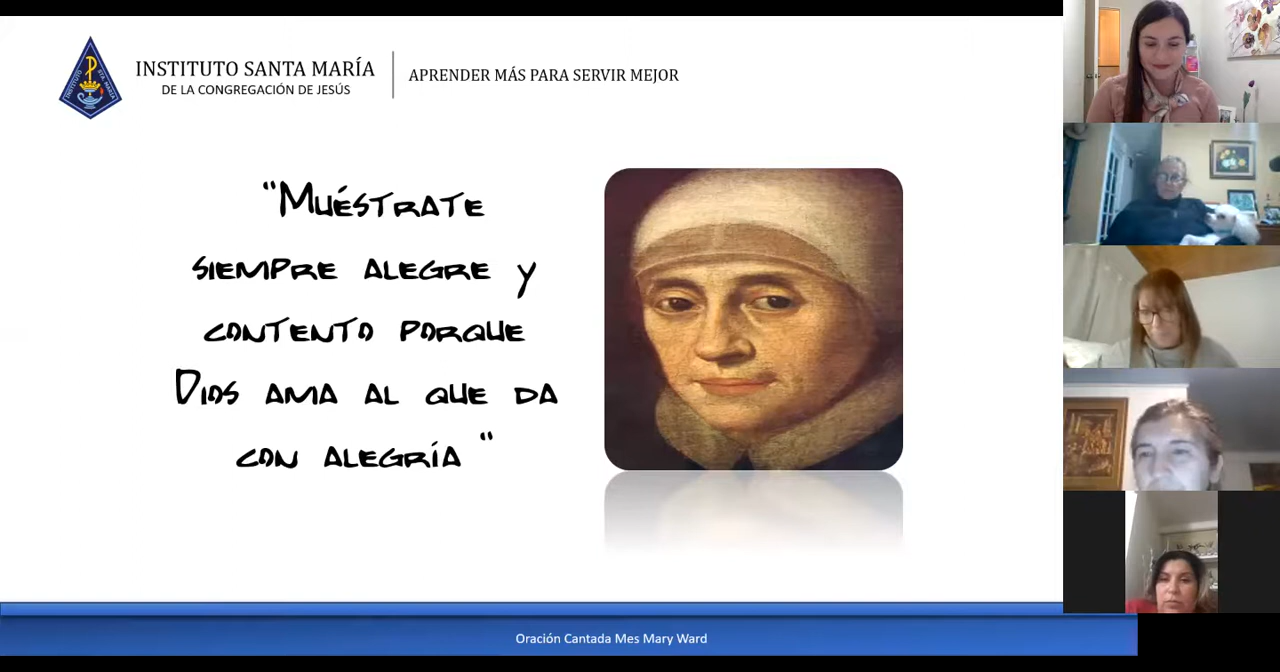 INSTITUTO SANTA MARÍA
DE LA CONGREGACIÓN DE JESÚS
APRENDER MÁS PARA SERVIR MEJOR
"MUÉSTRATE
SIEMPRE ALEGRE Y
CONTENTO PORQUE
DIOS AMA AL QUE DA
CON ALEGRÍA"
Oración Cantada Mes Mary Ward